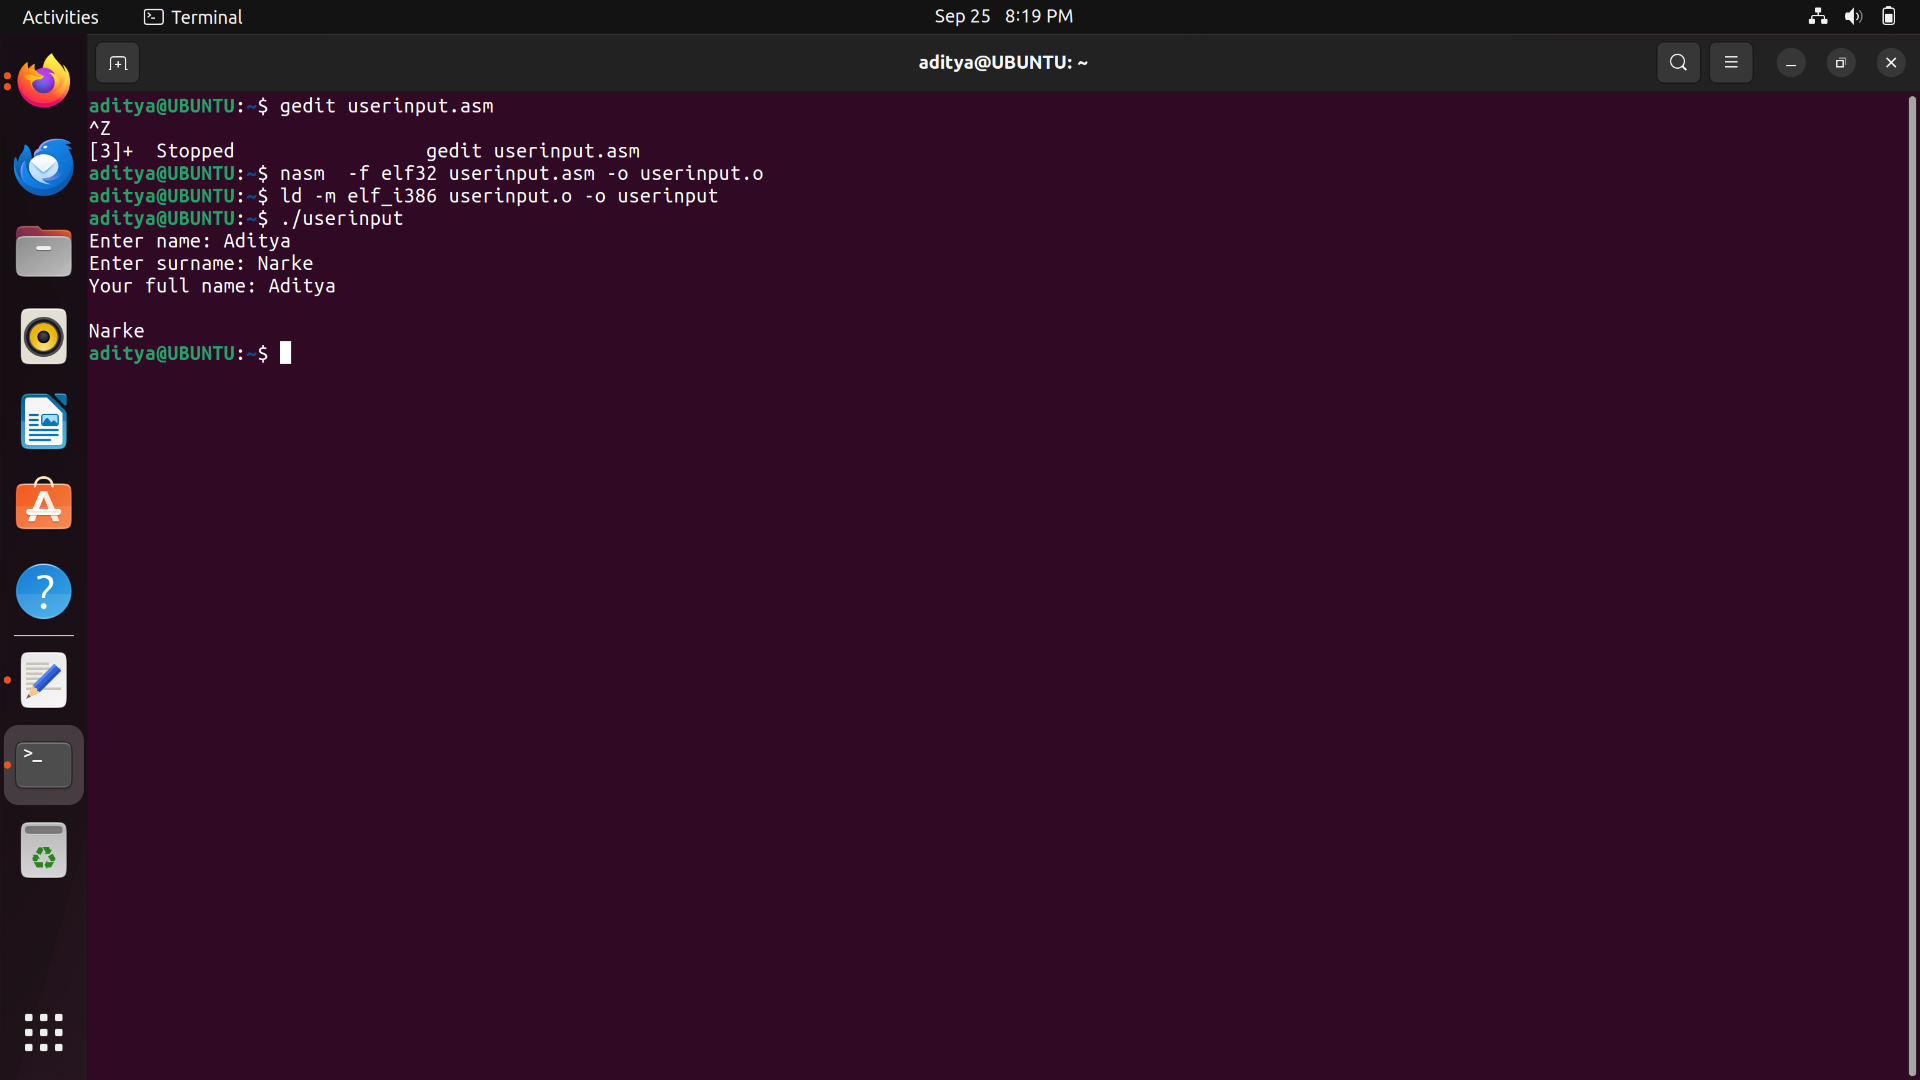 Activities
Terminal
Sep 25 8:19 PM
aditya@UBUNTU: ~
aditya@UBUNTU:~$ gedit userinput.asm
^Z
[3]+  Stopped                 gedit userinput.asm
aditya@UBUNTU:~$ nasm  -f elf32 userinput.asm -o userinput.o
aditya@UBUNTU:~$ ld -m elf_i386 userinput.o -o userinput
aditya@UBUNTU:~$ ./userinput
Enter name: Aditya
Enter surname: Narke
Your full name: Aditya
Narke
aditya@UBUNTU:~$